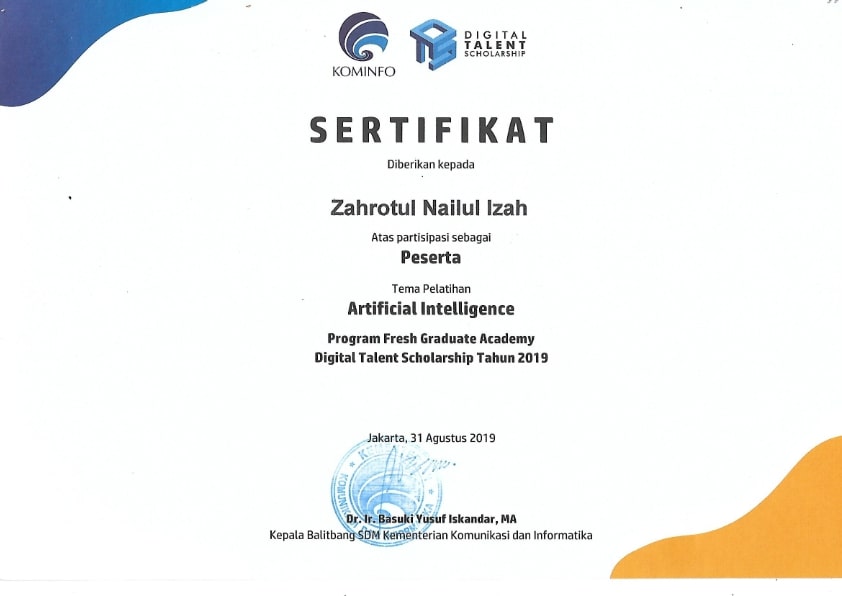 KOMINFO
DIGITAL
TALENT
SCHOLARSHIP
SERTIFIKAT
Diberikan kepada
Zahrotul Nailul Izah
Atas partisipasi sebagai
Peserta
Tema Pelatihan
Artificial Intelligence
Program Fresh Graduate Academy
Digital Talent Scholarship Tahun 2019
Jakarta, 31 Agustus 2019
Dr. Ir. Basuki Yusuf Iskandar, MA
Kepala Balitbang SDM Kementerian Komunikasi dan Informatika